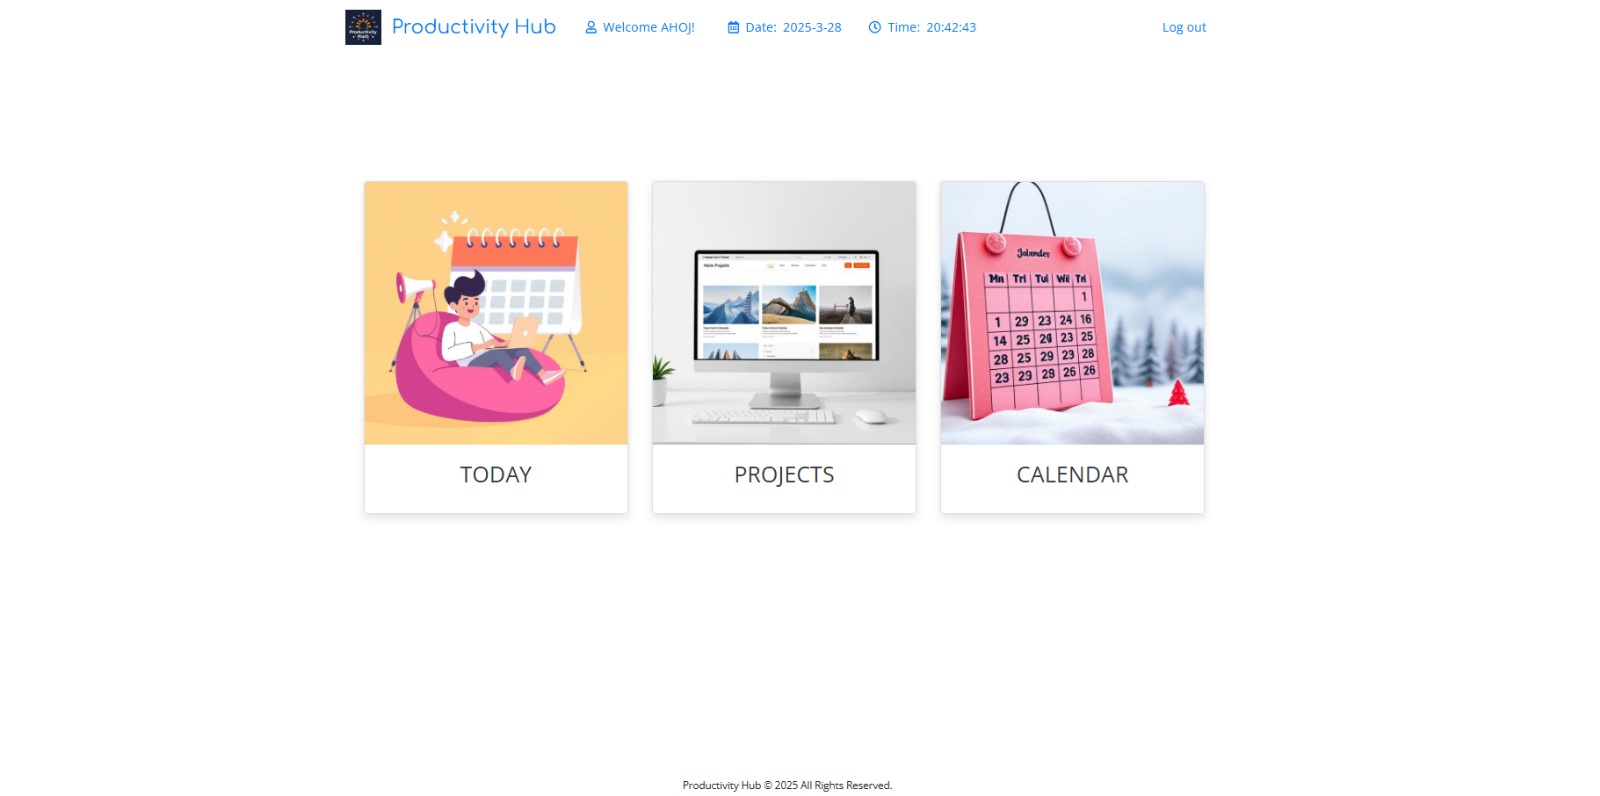 Productivity Hub
Productivity Hub
Welcome AHOJ!
Date: 2025-3-28
Time: 20:42:43
Log out
Jolvndes
Mn Tri Tui Wii Tri
1
1 29 23 24 16
14 25 28 23 25
28 25 29 23 28
23 29 28 26 26
TODAY
PROJECTS
CALENDAR
Productivity Hub © 2025 All Rights Reserved.